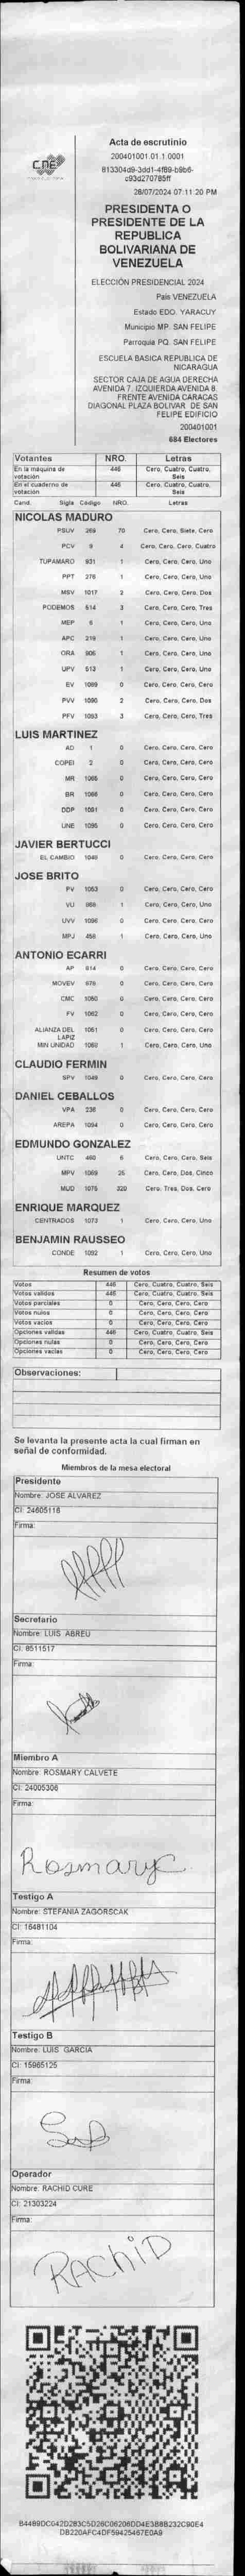 CNE
Acta de escrutinio
200401001.01.1.0001
813304d9-3dd1-4f89-b9b6-
c93d270785ff
28/07/2024 07:11:20 PM
PRESIDENTA O
PRESIDENTE DE LA
REPUBLICA
BOLIVARIANA DE
VENEZUELA
ELECCIÓN PRESIDENCIAL 2024
Pais VENEZUELA
Estado EDO. YARACUY
Municipio MP. SAN FELIPE
Parroquia PQ. SAN FELIPE
ESCUELA BASICA REPUBLICA DE
NICARAGUA
SECTOR CAJA DE AGUA DERECHA
AVENIDA 7. IZQUIERDA AVENIDA 8.
FRENTE AVENIDA CARACAS
DIAGONAL PLAZA BOLIVAR DE SAN
FELIPE EDIFICIO
200401001
684 Electores
Votantes NRO. Letras
En la máquina de votación 446 Cero, Cuatro, Cuatro, Seis
En el cuaderno de votación 446 Cero, Cuatro, Cuatro, Seis
Cand. Sigla Código NRO. Letras
NICOLAS MADURO
PSUV 269 70 Cero, Cero, Siete, Cero
PCV 9 4 Cero, Cero, Cero, Cuatro
TUPAMARO 931 1 Cero, Cero, Cero, Uno
PPT 276 1 Cero, Cero, Cero, Uno
MSV 1017 2 Cero, Cero, Cero, Dos
PODEMOS 614 3 Cero, Cero, Cero, Tres
MEP 6 1 Cero, Cero, Cero, Uno
APC 219 1 Cero, Cero, Cero, Uno
ORA 906 1 Cero, Cero, Cero, Uno
UPV 513 1 Cero, Cero, Cero, Uno
EV 1089 0 Cero, Cero, Cero, Cero
PVV 1090 2 Cero, Cero, Cero, Dos
PFV 1093 3 Cero, Cero, Cero, Tres
LUIS MARTINEZ
AD 1 0 Cero, Cero, Cero, Cero
COPEI 2 0 Cero, Cero, Cero, Cero
MR 1065 0 Cero, Cero, Cero, Cero
BR 1066 0 Cero, Cero, Cero, Cero
DDP 1091 0 Cero, Cero, Cero, Cero
UNE 1095 0 Cero, Cero, Cero, Cero
JAVIER BERTUCCI
EL CAMBIO 1046 0 Cero, Cero, Cero, Cero
JOSE BRITO
PV 1053 0 Cero, Cero, Cero, Cero
VU 968 1 Cero, Cero, Cero, Uno
UVV 1096 0 Cero, Cero, Cero, Cero
MPJ 458 1 Cero, Cero, Cero, Uno
ANTONIO ECARRI
AP 914 0 Cero, Cero, Cero, Cero
MOVEV 978 0 Cero, Cero, Cero, Cero
CMC 1060 0 Cero, Cero, Cero, Cero
FV 1062 0 Cero, Cero, Cero, Cero
ALIANZA DEL LAPIZ 1061 0 Cero, Cero, Cero, Cero
MIN UNIDAD 1068 1 Cero, Cero, Cero, Uno
CLAUDIO FERMIN
SPV 1049 0 Cero, Cero, Cero, Cero
DANIEL CEBALLOS
VPA 236 0 Cero, Cero, Cero, Cero
AREPA 1094 0 Cero, Cero, Cero, Cero
EDMUNDO GONZALEZ
UNTC 460 6 Cero, Cero, Cero, Seis
MPV 1069 25 Cero, Cero, Dos, Cinco
MUD 1075 320 Cero, Tres, Dos, Cero
ENRIQUE MARQUEZ
CENTRADOS 1073 1 Cero, Cero, Cero, Uno
BENJAMIN RAUSSEO
CONDE 1092 1 Cero, Cero, Cero, Uno
Resumen de votos
Votos 446 Cero, Cuatro, Cuatro, Seis
Votos validos 446 Cero, Cuatro, Cuatro, Seis
Votos parciales 0 Cero, Cero, Cero, Cero
Votos nulos 0 Cero, Cero, Cero, Cero
Votos vacios 0 Cero, Cero, Cero, Cero
Opciones validas 446 Cero, Cuatro, Cuatro, Seis
Opciones nulas 0 Cero, Cero, Cero, Cero
Opciones vacias 0 Cero, Cero, Cero, Cero
Observaciones:
Se levanta la presente acta la cual firman en
señal de conformidad.
Miembros de la mesa electoral
Presidente
Nombre: JOSE ALVAREZ
CI: 24605116
Firma:
Secretario
Nombre: LUIS ABREU
CI: 8511517
Firma:
Miembro A
Nombre: ROSMARY CALVETE
CI: 24005306
Firma:
Rosmaryc
Testigo A
Nombre: STEFANIA ZAGORSCAK
CI: 16481104
Firma:
Testigo B
Nombre: LUIS GARCIA
CI: 15965125
Firma:
Operador
Nombre: RACHID CURE
CI: 21303224
Firma:
RACHID
B4489DC042D283C5D26C06206DD4E3B8B232C90E4
DB220AFC4DF59425467E0A9